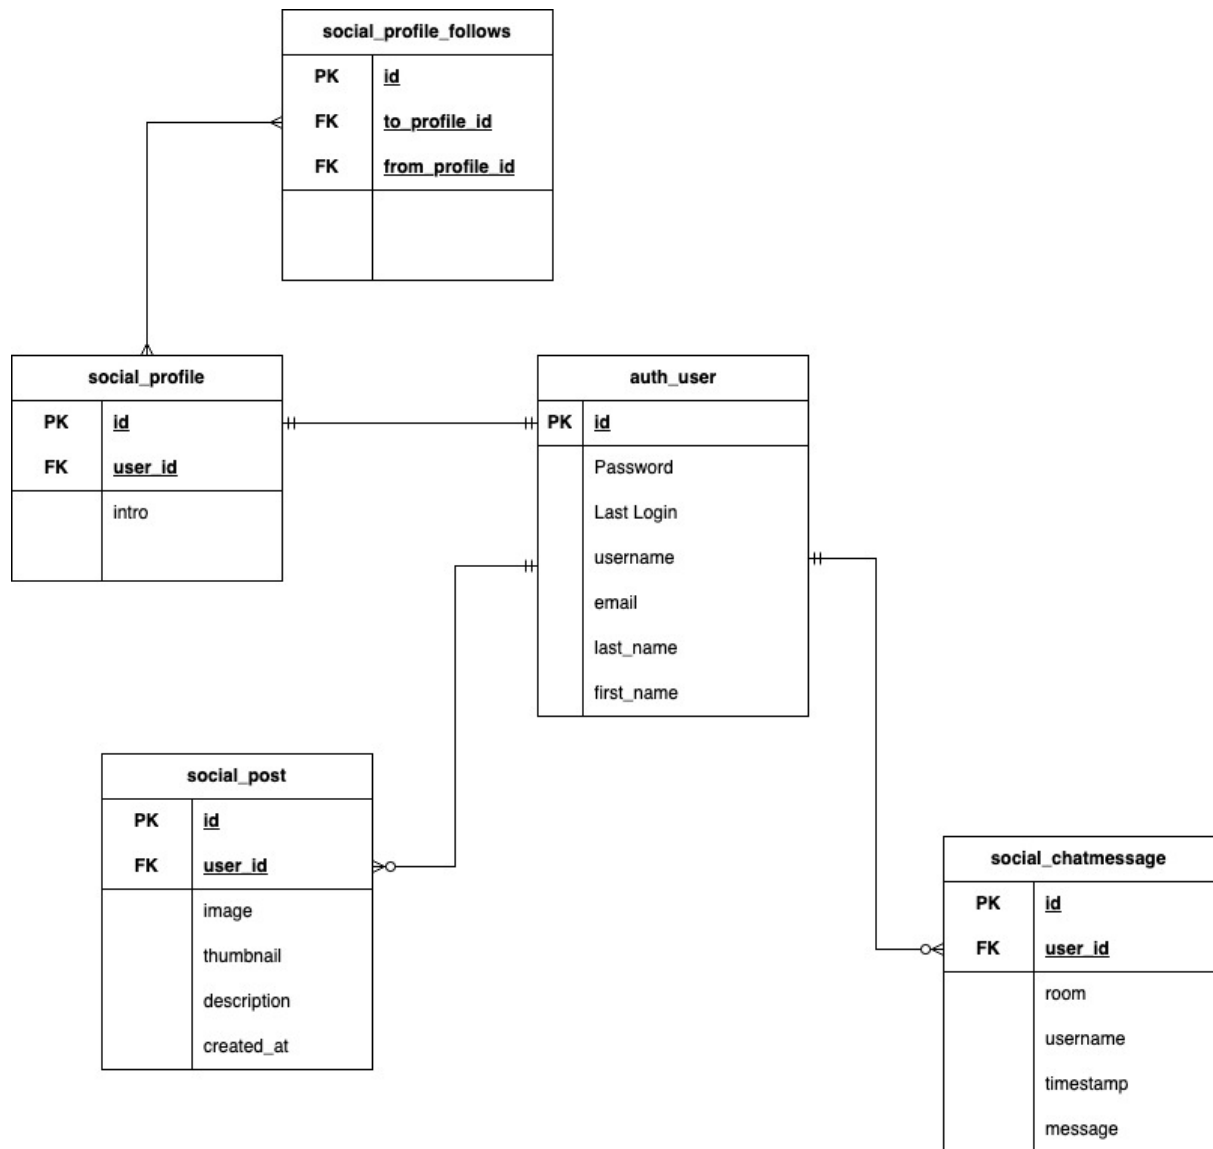 social_profile_follows
PK id
FK to_profile_id
FK from_profile_id
social_profile
PK id
FK user_id
intro
auth_user
PK id
Password
Last Login
username
email
last_name
first_name
social_post
PK id
FK user_id
image
thumbnail
description
created_at
social_chatmessage
PK id
FK user_id
room
username
timestamp
message